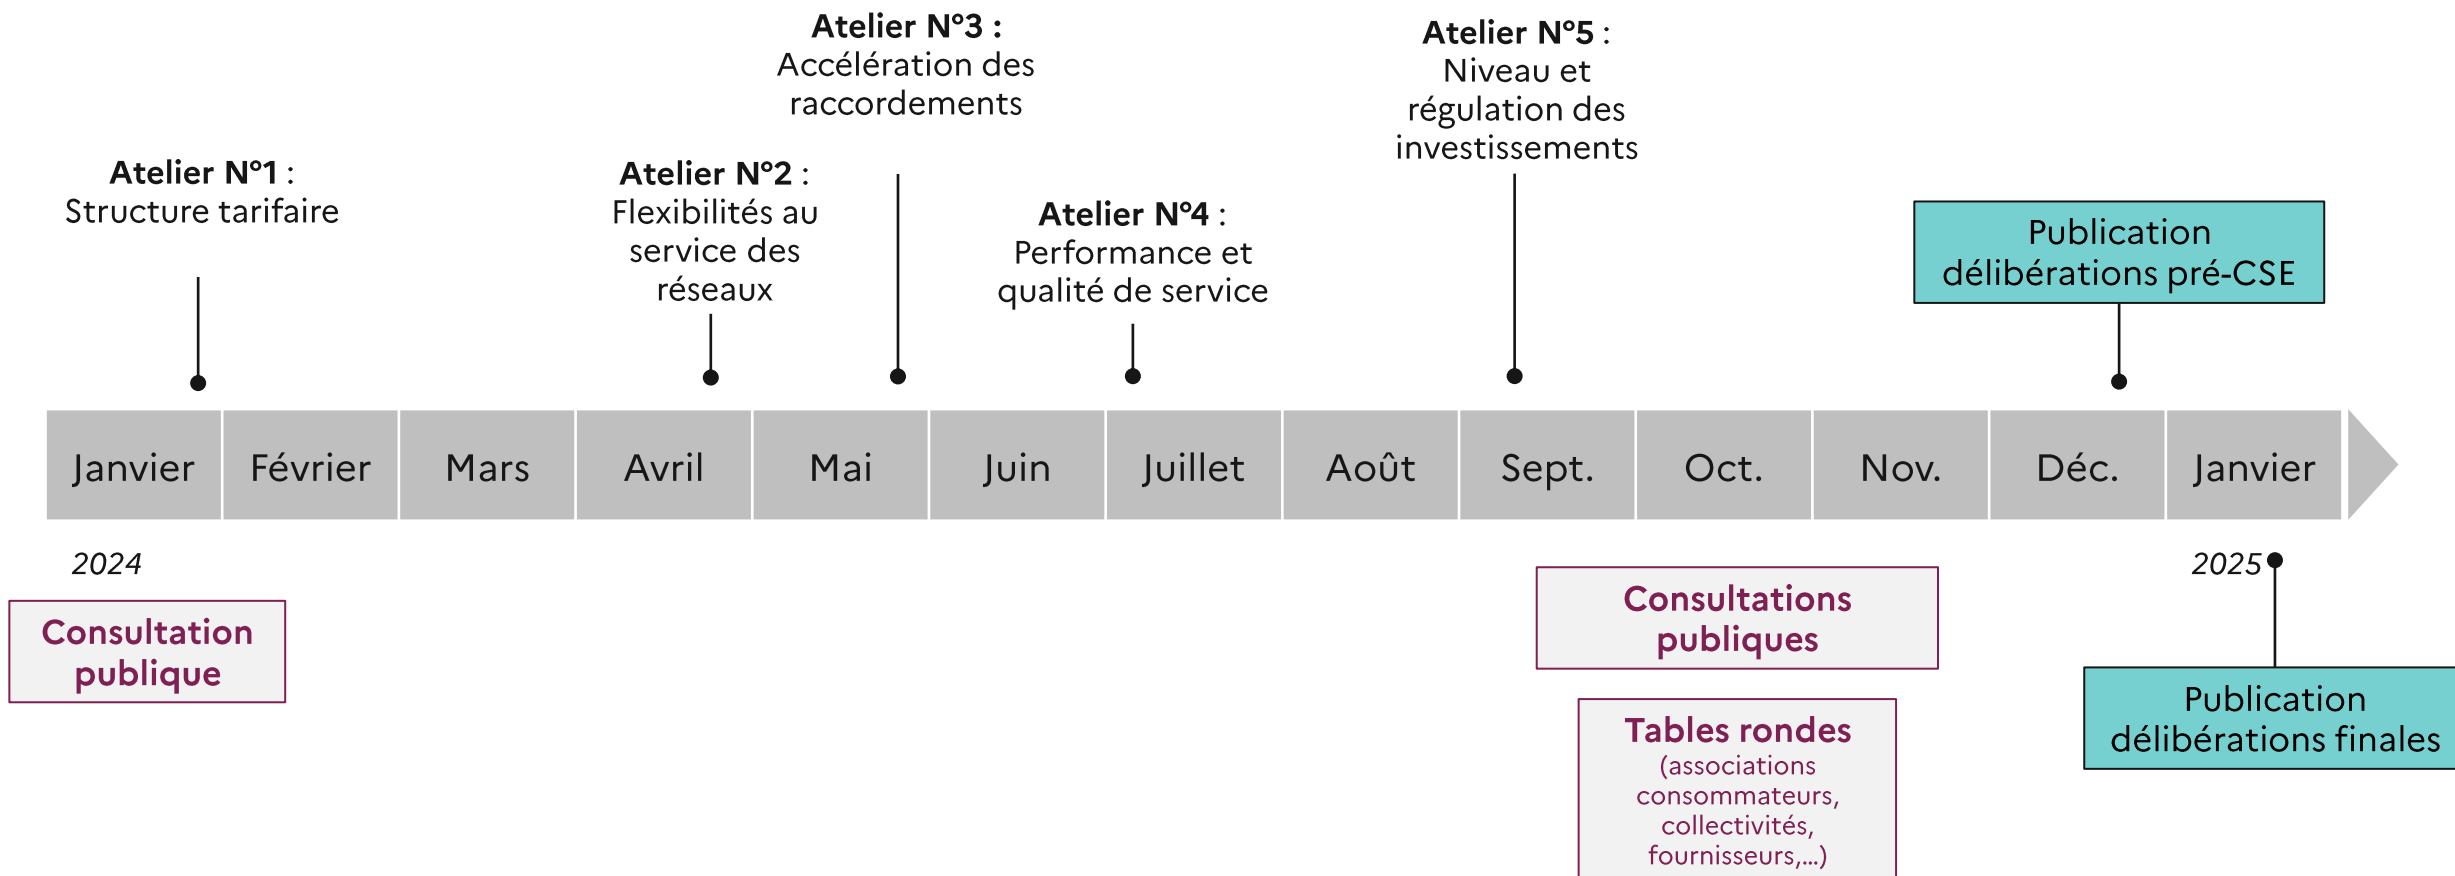 Atelier N°1 :
Structure tarifaire
Atelier N°2 :
Flexibilités au
service des
réseaux
Atelier N°3 :
Accélération des
raccordements
Atelier N°4 :
Performance et
qualité de service
Atelier N°5 :
Niveau et
régulation des
investissements
Publication
délibérations pré-CSE
Janvier
Février
Mars
Avril
Mai
Juin
Juillet
Août
Sept.
Oct.
Nov.
Déc.
Janvier
2024
2025
Consultation
publique
Consultations
publiques
Tables rondes
(associations
consommateurs,
collectivités,
fournisseurs,...)
Publication
délibérations finales